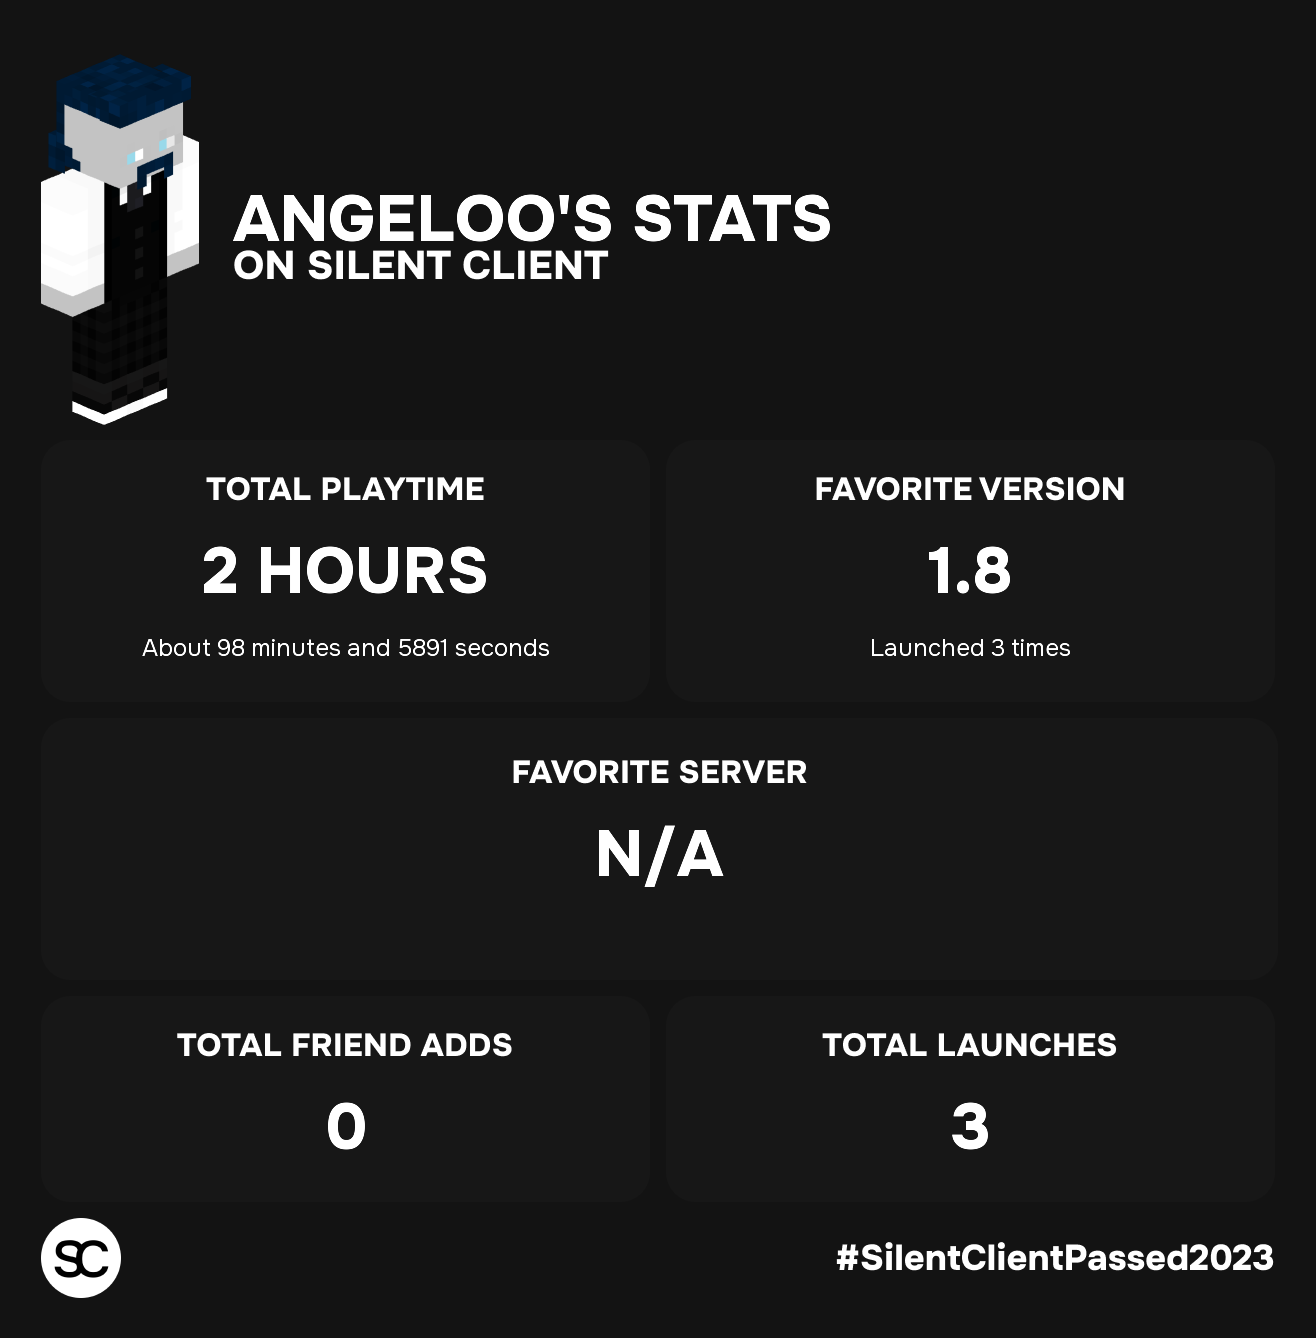 ANGELOO'S STATS
ON SILENT CLIENT
TOTAL PLAYTIME
2 HOURS
About 98 minutes and 5891 seconds
FAVORITE VERSION
1.8
Launched 3 times
FAVORITE SERVER
N/A
TOTAL FRIEND ADDS
0
TOTAL LAUNCHES
3
SC
#SilentClientPassed2023